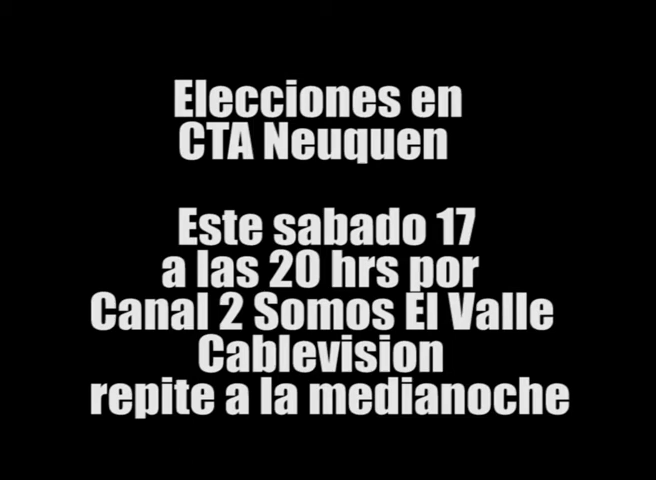 Elecciones en
CTA Neuquen
Este sabado 17
a las 20 hrs por
Canal 2 Somos El Valle
Cablevision
repite a la medianoche